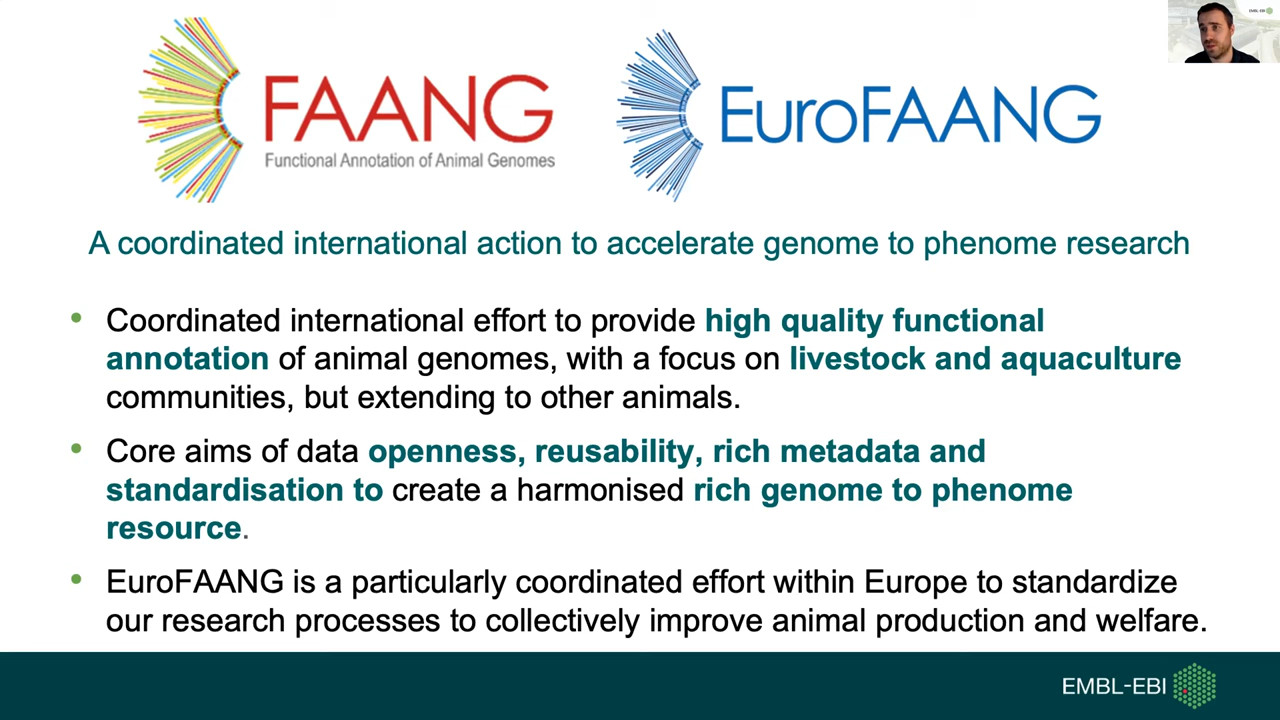 EMBL-EBI
FAANG
Functional Annotation of Animal Genomes
EuroFAANG
A coordinated international action to accelerate genome to phenome research
• Coordinated international effort to provide high quality functional
annotation of animal genomes, with a focus on livestock and aquaculture
communities, but extending to other animals.
• Core aims of data openness, reusability, rich metadata and
standardisation to create a harmonised rich genome to phenome
resource.
• EuroFAANG is a particularly coordinated effort within Europe to standardize
our research processes to collectively improve animal production and welfare.
EMBL-EBI